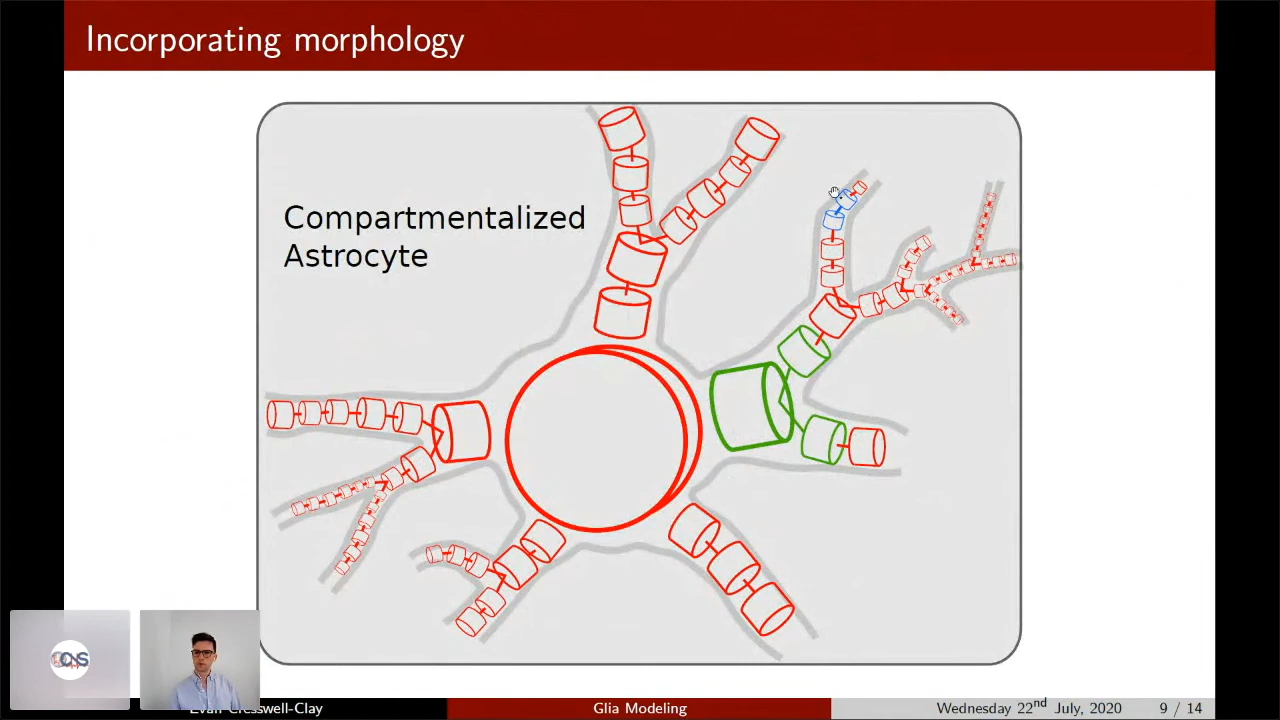 Incorporating morphology
Compartmentalized
Astrocyte
Evan Cresswell-Clay
Glia Modeling
Wednesday 22nd July, 2020
9 / 14